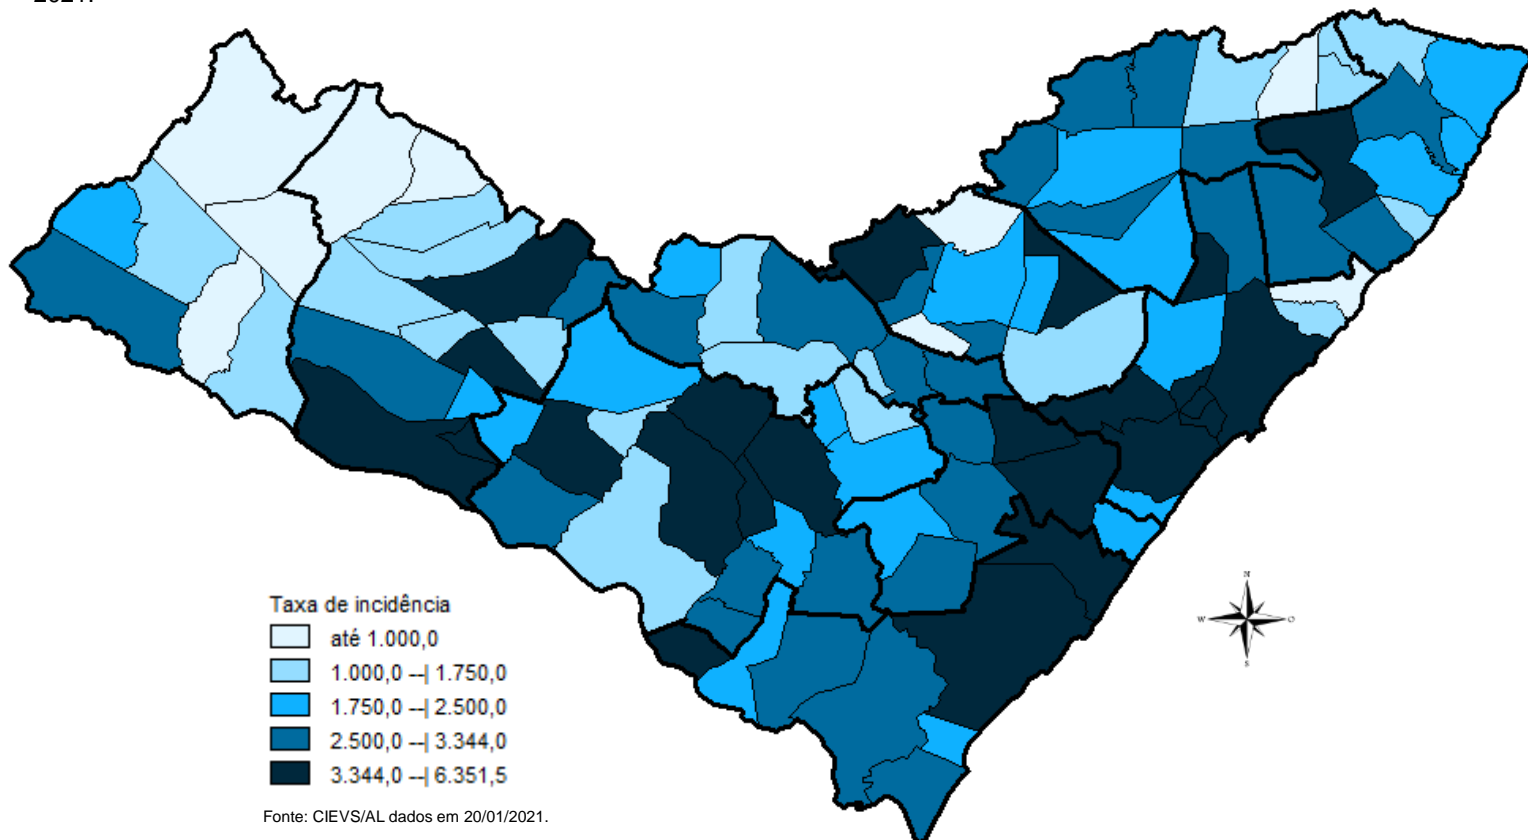 2021.
N
W
O
S
Taxa de incidência
até 1.000,0
1.000,0 --| 1.750,0
1.750,0 --| 2.500,0
2.500,0 --| 3.344,0
3.344,0 --| 6.351,5
Fonte: CIEVS/AL dados em 20/01/2021.